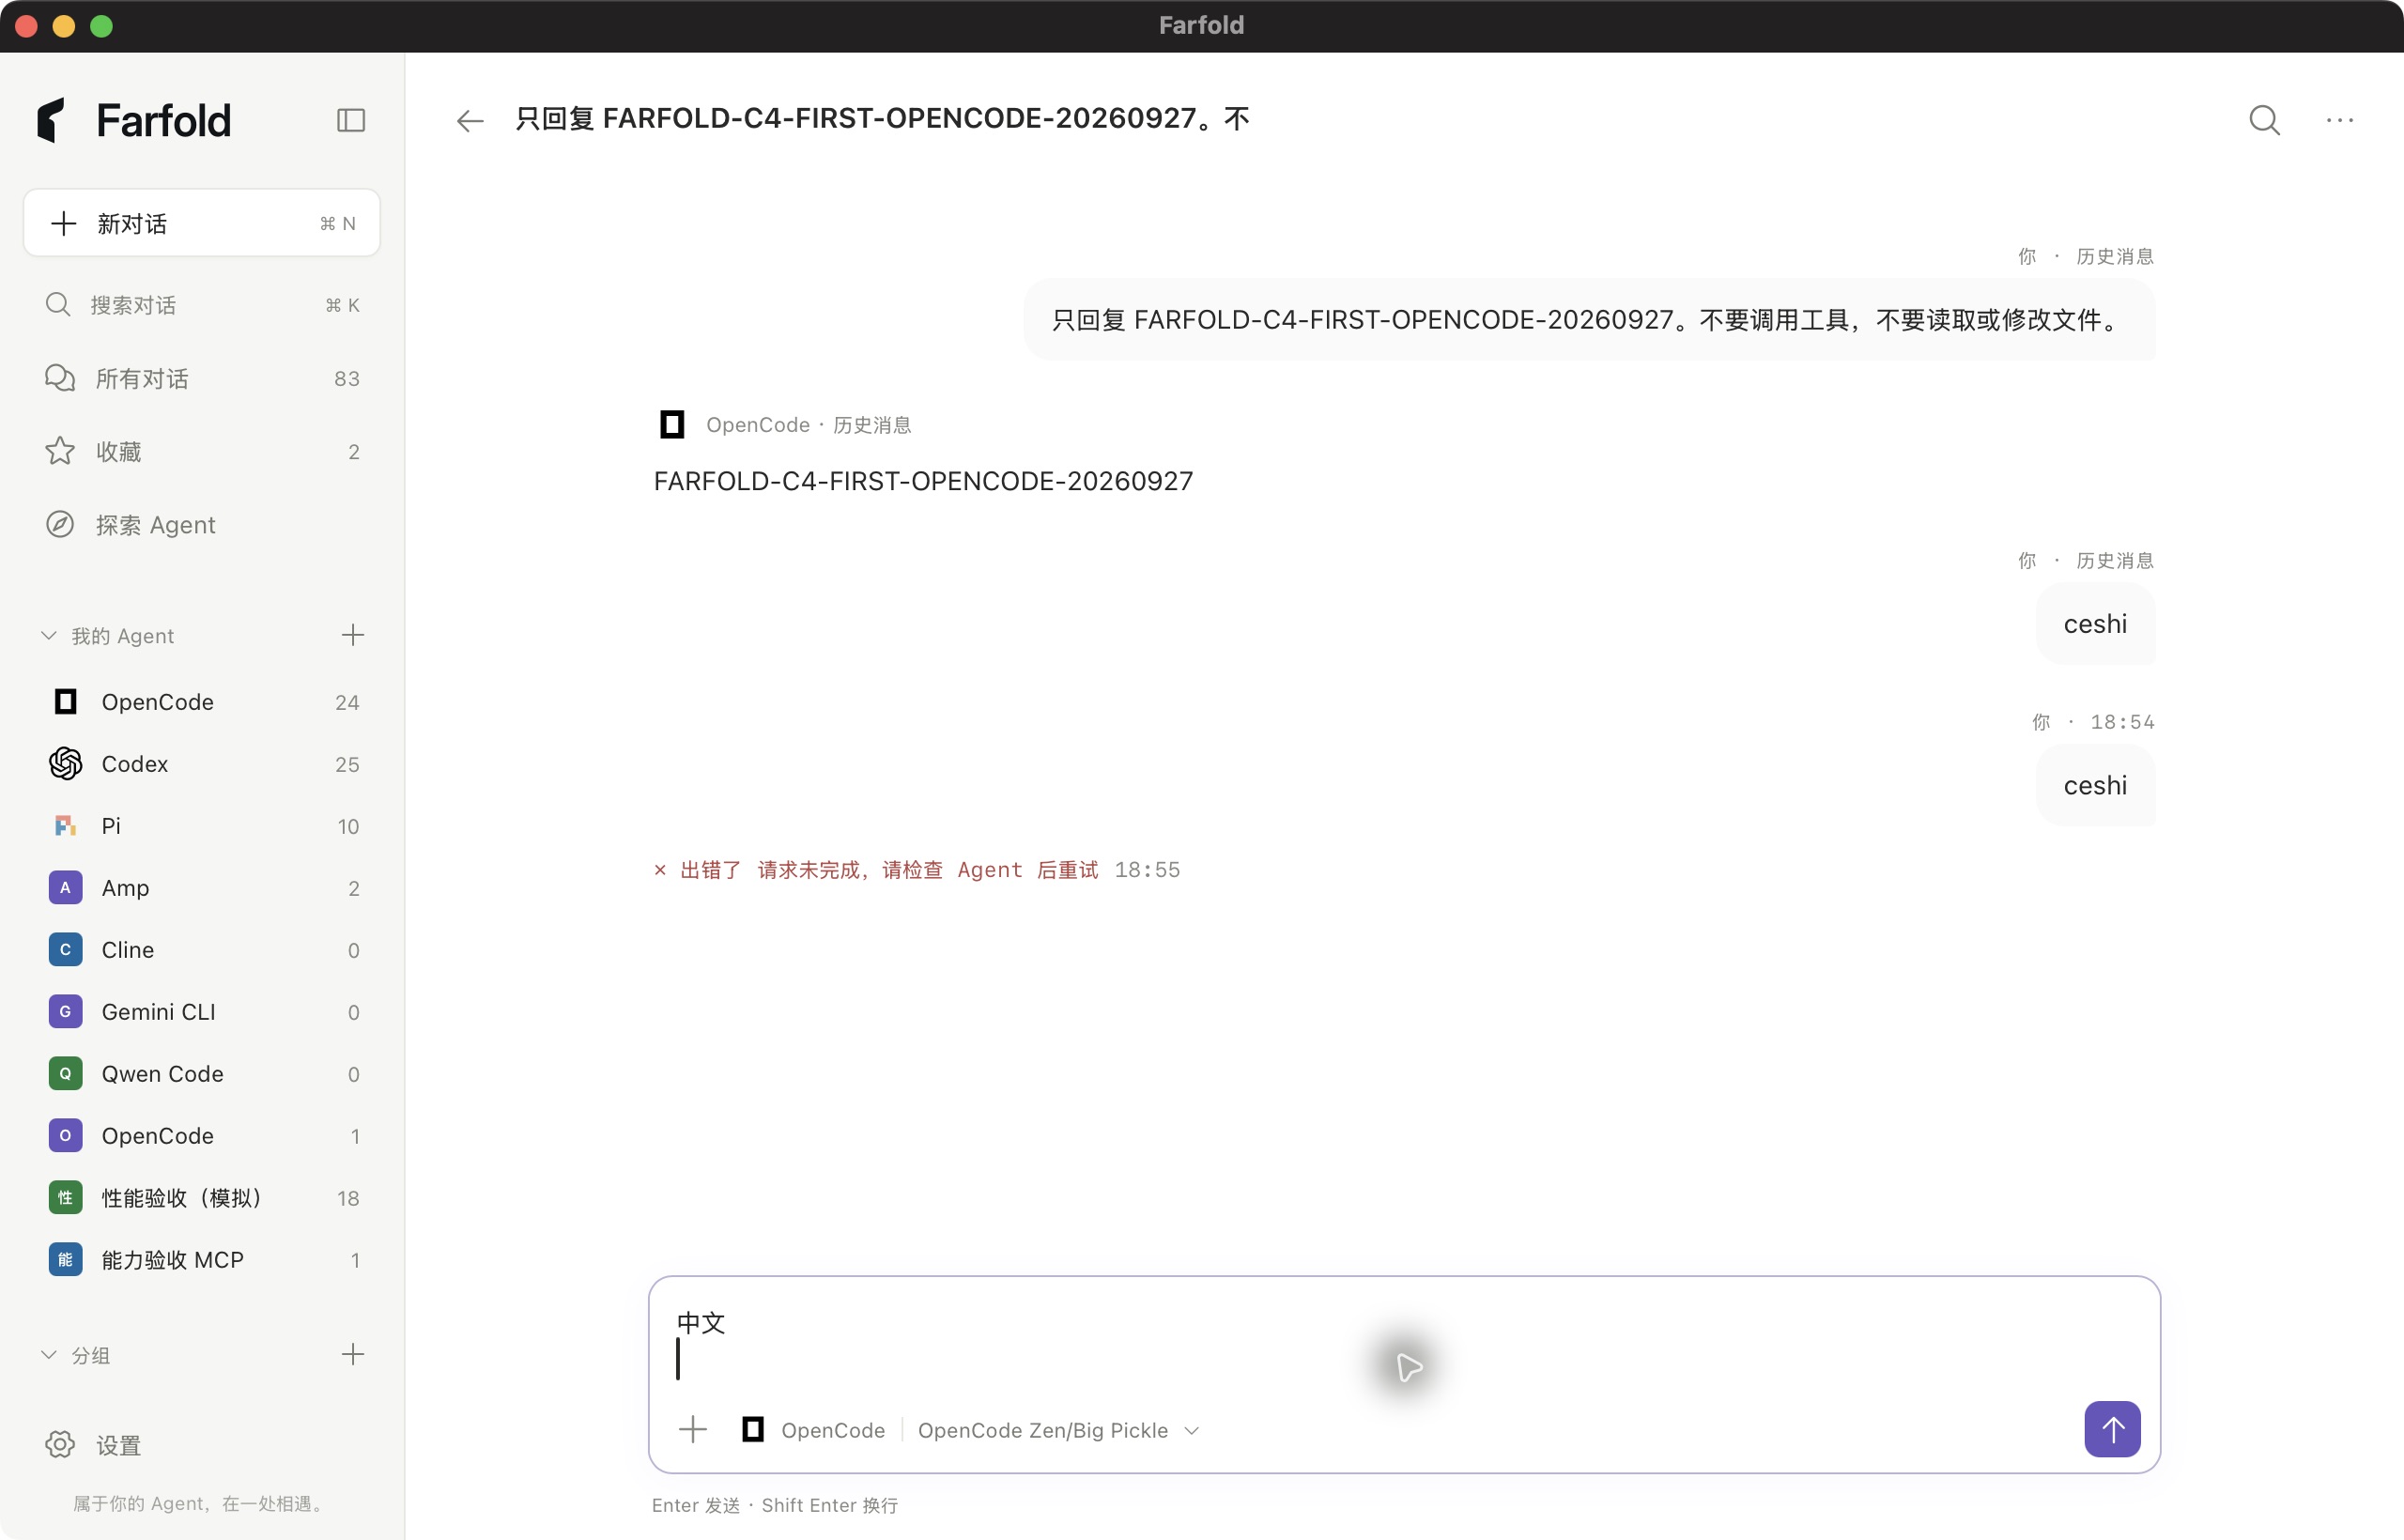 Farfold
Farfold
新对话 ⌘ N
搜索对话 ⌘ K
所有对话 83
收藏 2
探索 Agent
我的 Agent
OpenCode 24
Codex 25
Pi 10
A Amp 2
C Cline 0
G Gemini CLI 0
Q Qwen Code 0
O OpenCode 1
性 性能验收（模拟） 18
能 能力验收 MCP 1
分组
设置
属于你的 Agent，在一处相遇。
只回复 FARFOLD-C4-FIRST-OPENCODE-20260927。不
你 · 历史消息
只回复 FARFOLD-C4-FIRST-OPENCODE-20260927。不要调用工具，不要读取或修改文件。
OpenCode · 历史消息
FARFOLD-C4-FIRST-OPENCODE-20260927
你 · 历史消息
ceshi
你 · 18:54
ceshi
× 出错了 请求未完成，请检查 Agent 后重试 18:55
中文
OpenCode OpenCode Zen/Big Pickle
Enter 发送 · Shift Enter 换行